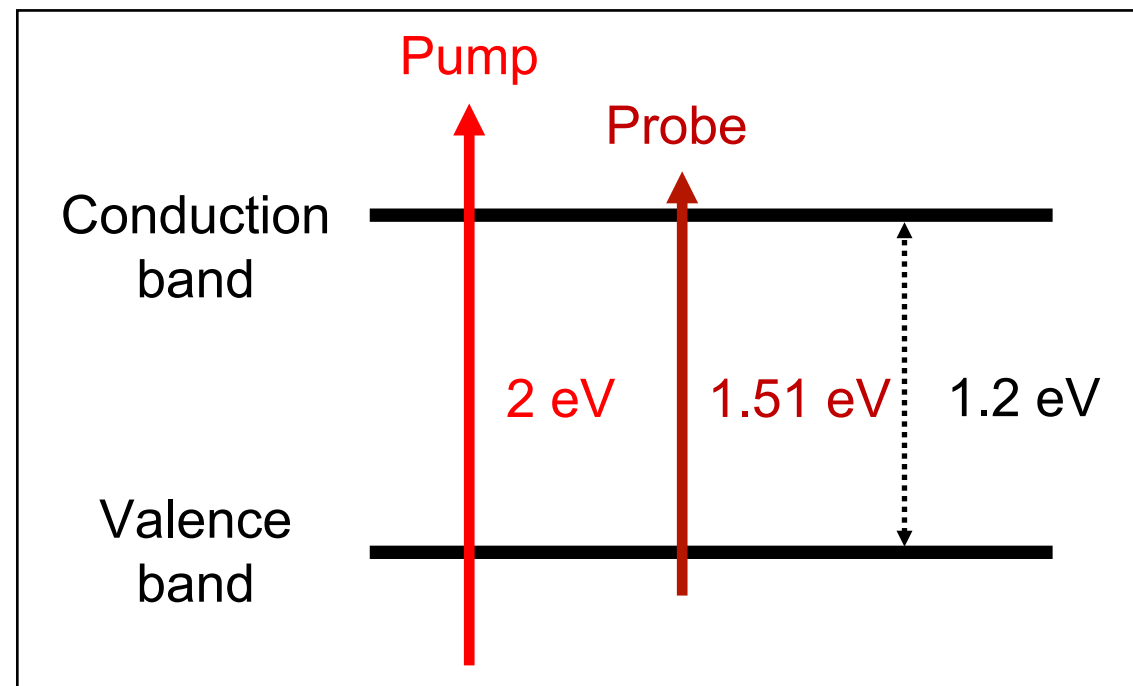 Pump
Probe
Conduction
band
2 eV
1.51 eV
1.2 eV
Valence
band